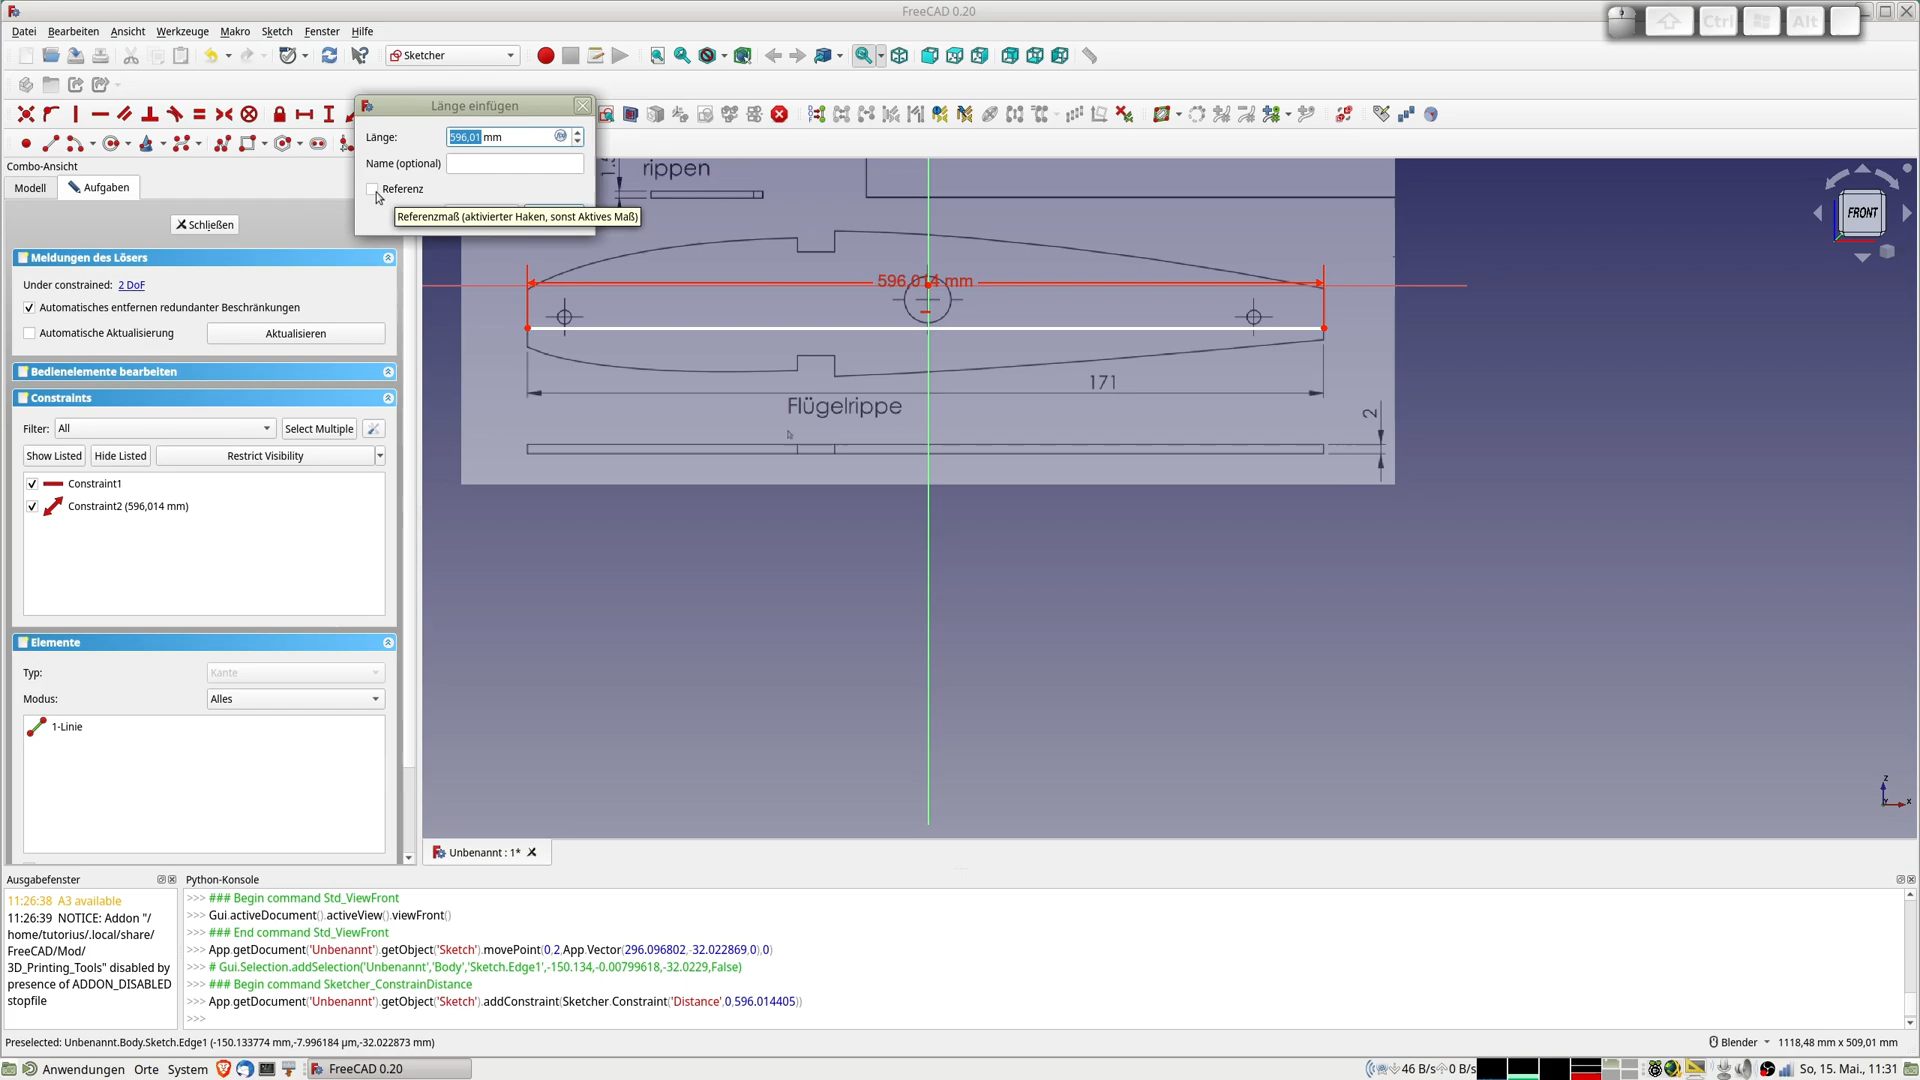 FreeCAD 0.20
Ctrl
Alt
Datei Bearbeiten Ansicht Werkzeuge Makro Sketch Fenster Hilfe
Sketcher
Länge einfügen
Länge: 596,01 mm
Name (optional)
Referenz
Referenzmaß (aktivierter Haken, sonst Aktives Maß)
Combo-Ansicht
Modell Aufgaben
Schließen
Meldungen des Lösers
Under constrained: 2 DoF
Automatisches entfernen redundanter Beschränkungen
Automatische Aktualisierung Aktualisieren
Bedienelemente bearbeiten
Constraints
Filter: All Select Multiple
Show Listed Hide Listed Restrict Visibility
Constraint1
Constraint2 (596,014 mm)
Elemente
Typ: Kante
Modus: Alles
1-Linie
rippen
FRONT
596,014 mm
171
Flügelrippe
2
Z
X
Unbenannt : 1*
Ausgabefenster
11:26:38 A3 available
11:26:39 NOTICE: Addon "/
home/tutorius/.local/share/
FreeCAD/Mod/
3D_Printing_Tools" disabled by
presence of ADDON_DISABLED
stopfile
Python-Konsole
>>> ### Begin command Std_ViewFront
>>> Gui.activeDocument().activeView().viewFront()
>>> ### End command Std_ViewFront
>>> App.getDocument('Unbenannt').getObject('Sketch').movePoint(0,2,App.Vector(296.096802,-32.022869,0),0)
>>> # Gui.Selection.addSelection('Unbenannt','Body','Sketch.Edge1',-150.134,-0.00799618,-32.0229,False)
>>> ### Begin command Sketcher_ConstrainDistance
>>> App.getDocument('Unbenannt').getObject('Sketch').addConstraint(Sketcher.Constraint('Distance',0,596.014405))
>>>
Preselected: Unbenannt.Body.Sketch.Edge1 (-150.133774 mm,-7.996184 µm,-32.022873 mm)
Blender 1118,48 mm x 509,01 mm
Anwendungen Orte System FreeCAD 0.20 46 B/s 0 B/s So, 15. Mai., 11:31